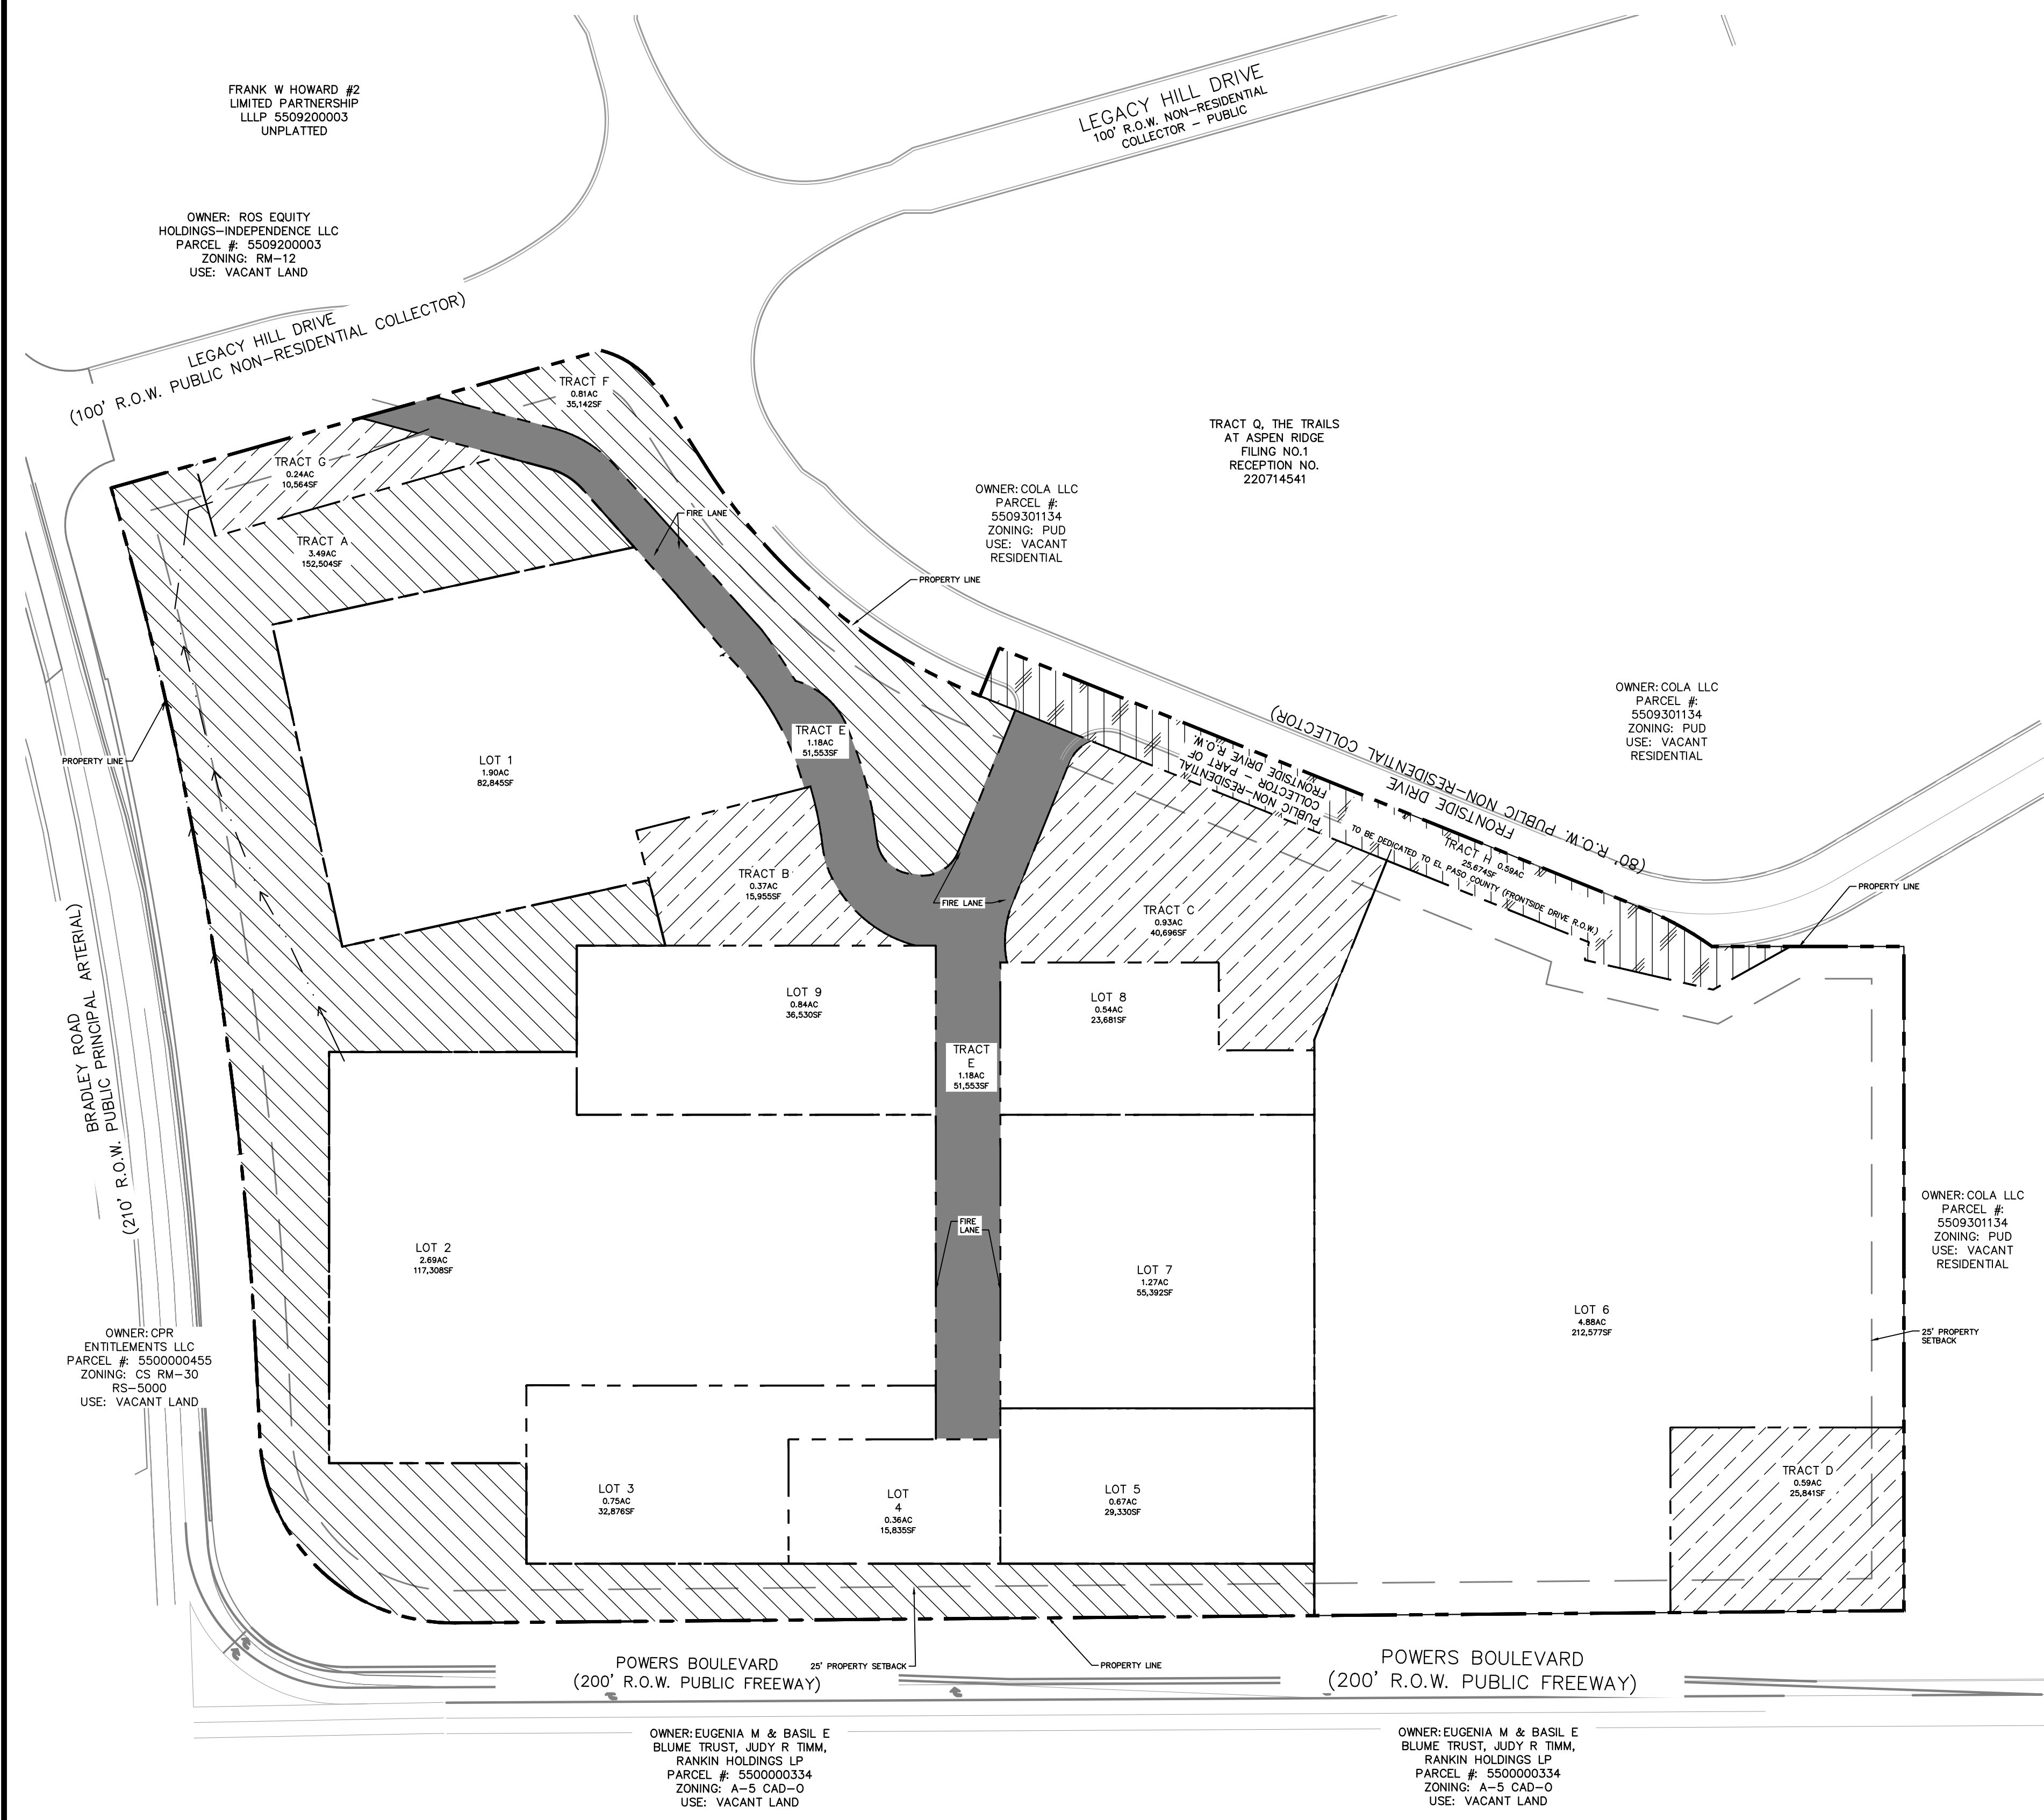 FRANK W HOWARD #2
LIMITED PARTNERSHIP
LLLP 5509200003
UNPLATTED
LEGACY HILL DRIVE
100' R.O.W. NON-RESIDENTIAL
COLLECTOR - PUBLIC
OWNER: ROS EQUITY
HOLDINGS-INDEPENDENCE LLC
PARCEL #: 5509200003
ZONING: RM-12
USE: VACANT LAND
LEGACY HILL DRIVE
(100' R.O.W. PUBLIC NON-RESIDENTIAL COLLECTOR)
TRACT F
0.81AC
35,142SF
TRACT G
0.24AC
10,564SF
TRACT A
3.49AC
152,504SF
FIRE LANE
TRACT Q, THE TRAILS
AT ASPEN RIDGE
FILING NO.1
RECEPTION NO.
220714541
OWNER: COLA LLC
PARCEL #:
5509301134
ZONING: PUD
USE: VACANT
RESIDENTIAL
PROPERTY LINE
OWNER: COLA LLC
PARCEL #:
5509301134
ZONING: PUD
USE: VACANT
RESIDENTIAL
PROPERTY LINE
LOT 1
1.90AC
82,845SF
TRACT E
1.18AC
51,553SF
FRONTSIDE DRIVE
(80' R.O.W. PUBLIC NON-RESIDENTIAL COLLECTOR)
PUBLIC NON-RESIDENTIAL
COLLECTOR - PART OF
FRONTSIDE DRIVE R.O.W.
TRACT H 0.59AC
25,674SF
TO BE DEDICATED TO EL PASO COUNTY (FRONTSIDE DRIVE R.O.W.)
PROPERTY LINE
TRACT B
0.37AC
15,955SF
FIRE LANE
TRACT C
0.93AC
40,696SF
BRADLEY ROAD
(210' R.O.W. PUBLIC PRINCIPAL ARTERIAL)
LOT 9
0.84AC
36,530SF
LOT 8
0.54AC
23,681SF
TRACT
E
1.18AC
51,553SF
LOT 2
2.69AC
117,308SF
FIRE
LANE
LOT 7
1.27AC
55,392SF
LOT 6
4.88AC
212,577SF
OWNER: COLA LLC
PARCEL #:
5509301134
ZONING: PUD
USE: VACANT
RESIDENTIAL
25' PROPERTY
SETBACK
OWNER: CPR
ENTITLEMENTS LLC
PARCEL #: 5500000455
ZONING: CS RM-30
RS-5000
USE: VACANT LAND
LOT 3
0.75AC
32,876SF
LOT
4
0.36AC
15,835SF
LOT 5
0.67AC
29,330SF
TRACT D
0.59AC
25,841SF
POWERS BOULEVARD
(200' R.O.W. PUBLIC FREEWAY)
25' PROPERTY SETBACK
PROPERTY LINE
POWERS BOULEVARD
(200' R.O.W. PUBLIC FREEWAY)
OWNER: EUGENIA M & BASIL E
BLUME TRUST, JUDY R TIMM,
RANKIN HOLDINGS LP
PARCEL #: 5500000334
ZONING: A-5 CAD-O
USE: VACANT LAND
OWNER: EUGENIA M & BASIL E
BLUME TRUST, JUDY R TIMM,
RANKIN HOLDINGS LP
PARCEL #: 5500000334
ZONING: A-5 CAD-O
USE: VACANT LAND